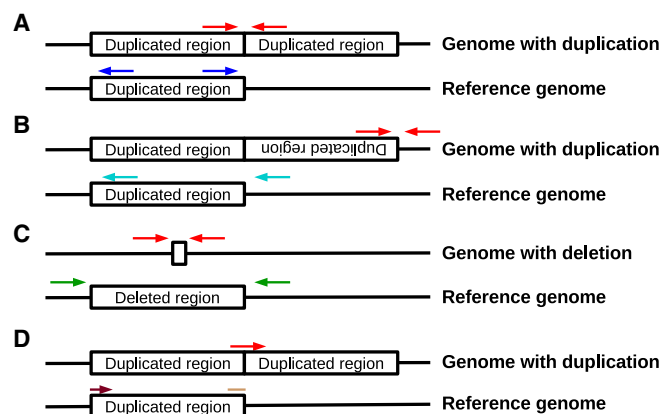 A
Duplicated region Duplicated region Genome with duplication
Duplicated region Reference genome
B
Duplicated region Duplicated region Genome with duplication
Duplicated region Reference genome
C
Genome with deletion
Deleted region Reference genome
D
Duplicated region Duplicated region Genome with duplication
Duplicated region Reference genome